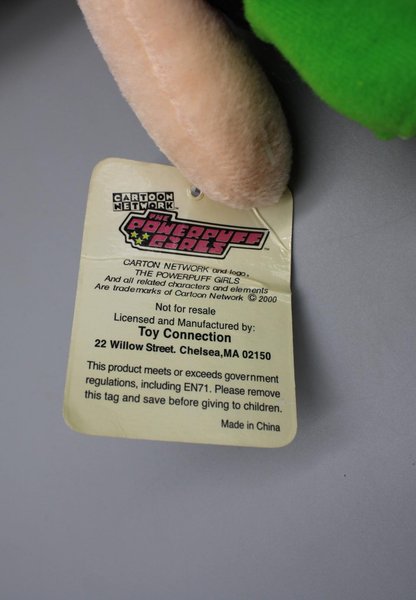 CARTOON
NETWORK™
THE
POWERPUFF
GIRLS™
CARTON NETWORK and logo,
THE POWERPUFF GIRLS
And all related characters and elements
Are trademarks of Cartoon Network © 2000
Not for resale
Licensed and Manufactured by:
Toy Connection
22 Willow Street. Chelsea,MA 02150
This product meets or exceeds government
regulations, including EN71. Please remove
this tag and save before giving to children.
Made in China